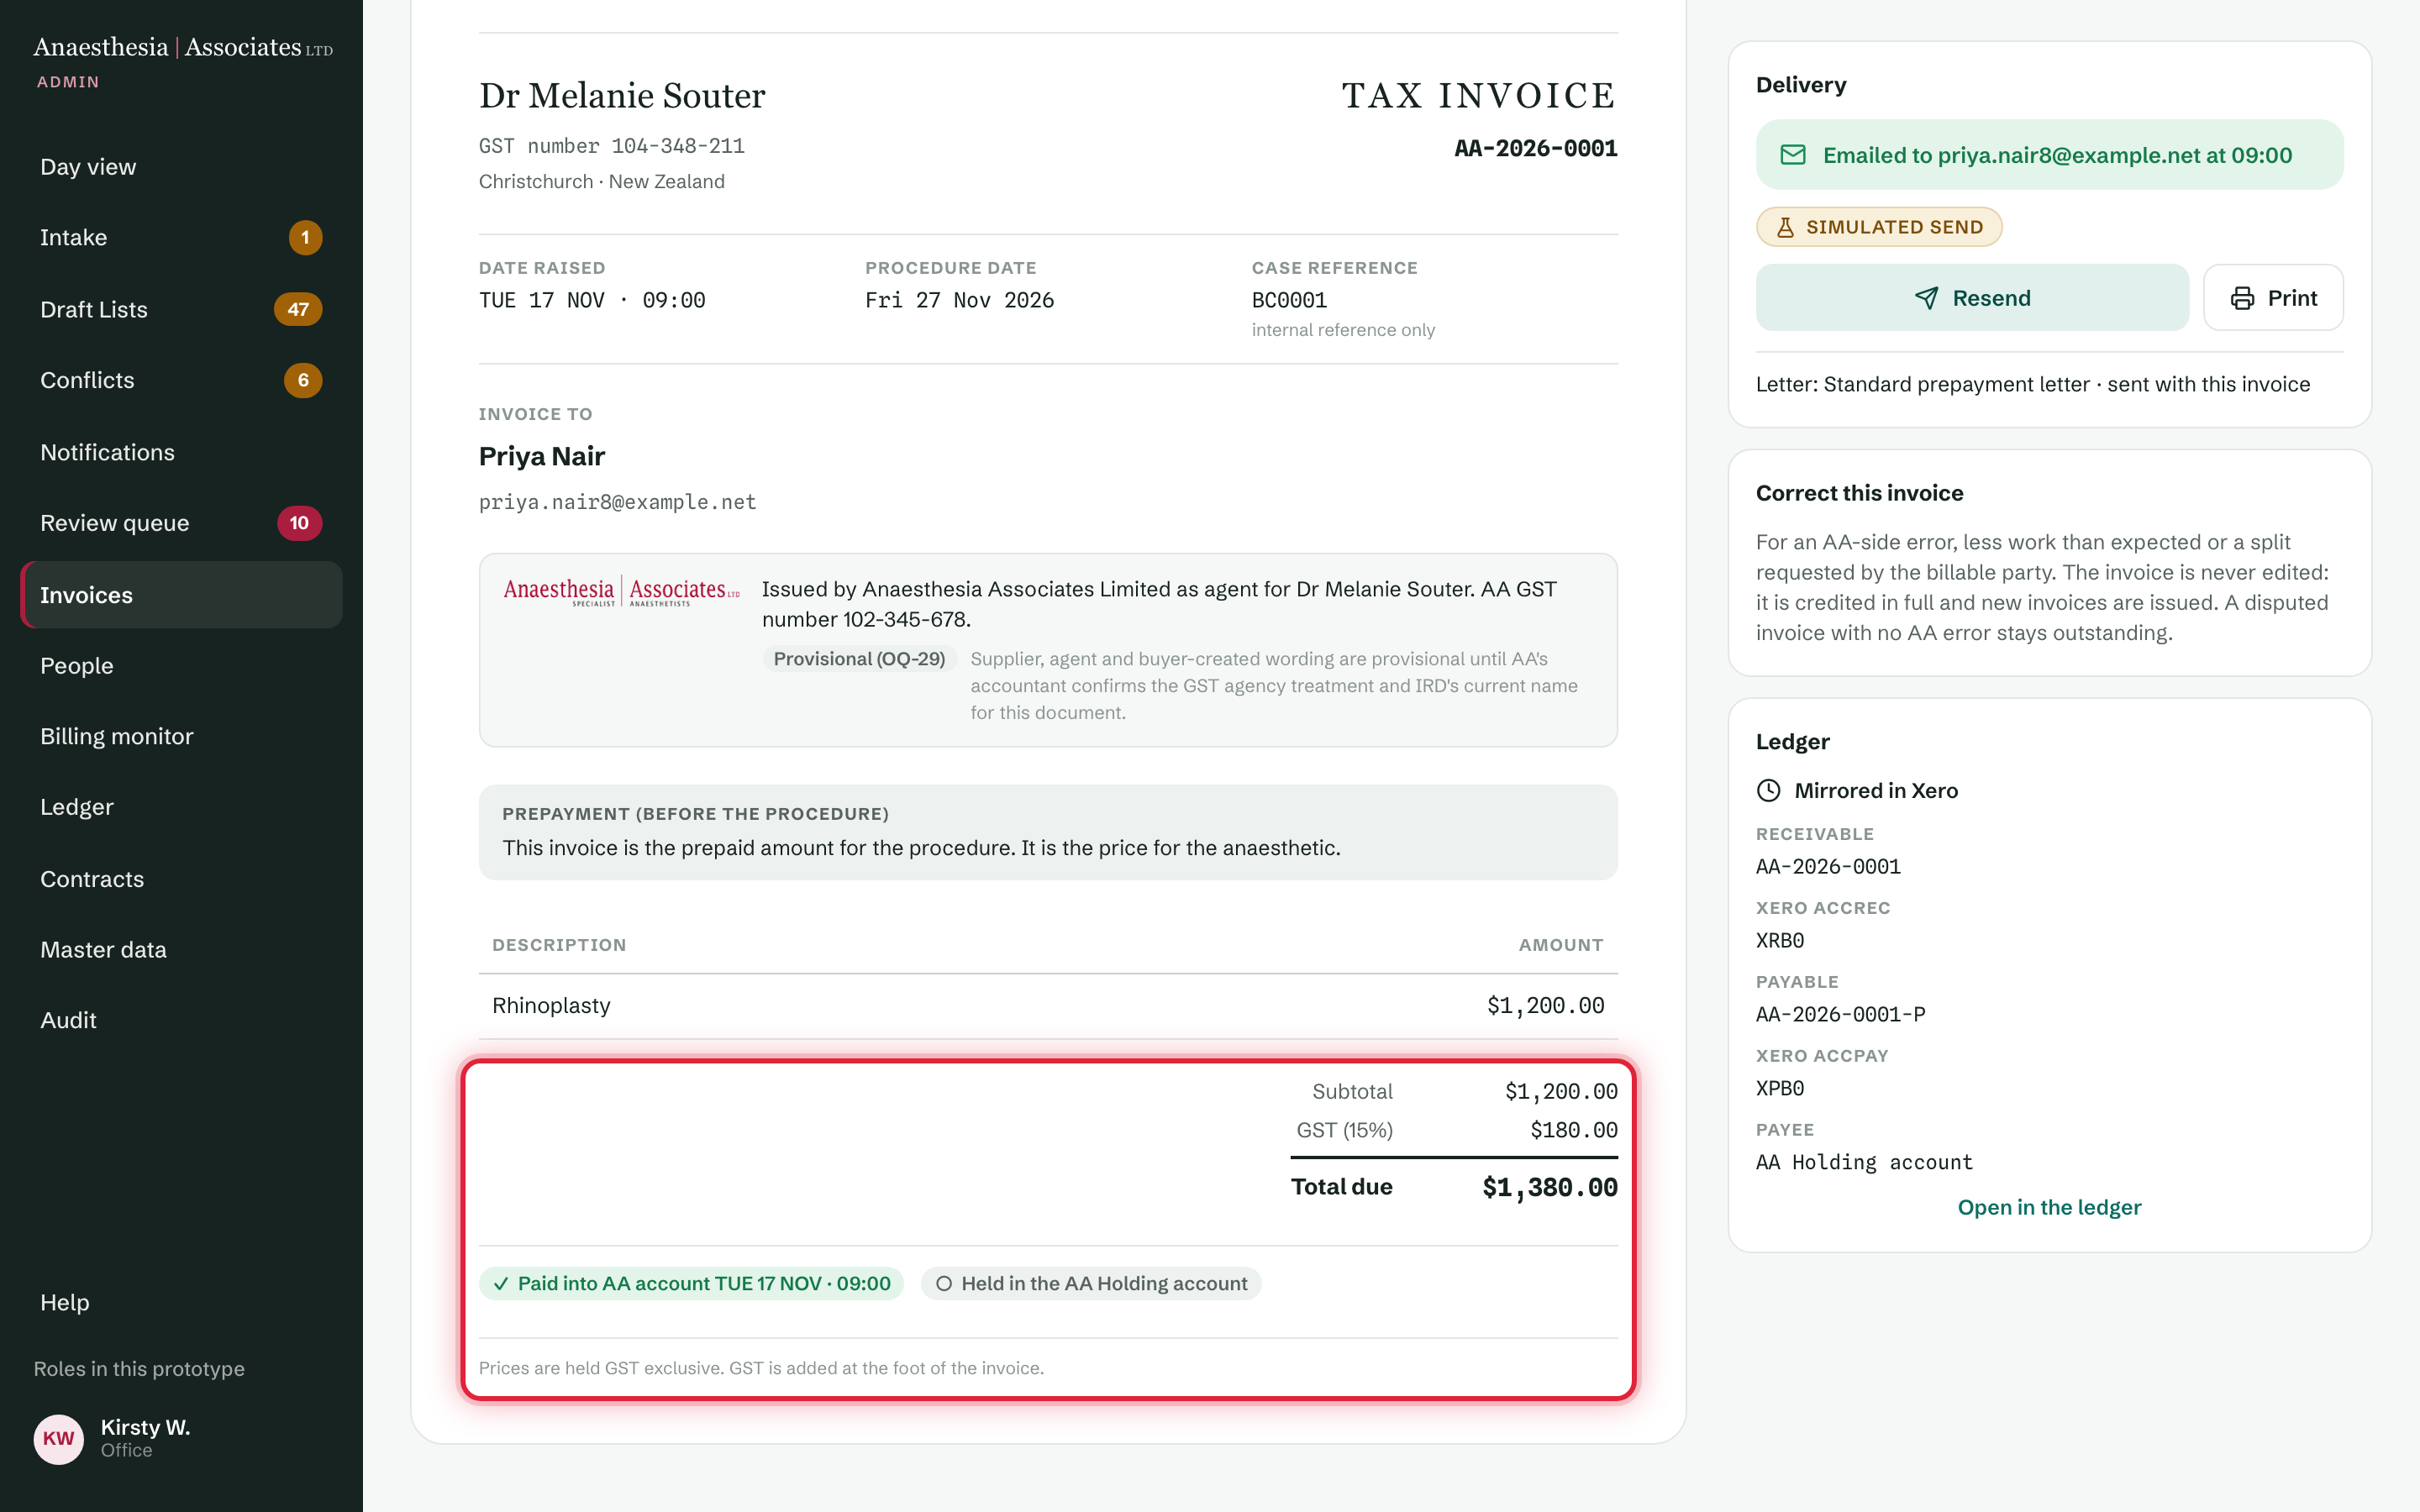 Anaesthesia | Associates LTD
ADMIN
Day view
Intake 1
Draft Lists 47
Conflicts 6
Notifications
Review queue 10
Invoices
People
Billing monitor
Ledger
Contracts
Master data
Audit
Help
Roles in this prototype
KW
Kirsty W.
Office
Dr Melanie Souter
GST number 104-348-211
Christchurch · New Zealand
TAX INVOICE
AA-2026-0001
DATE RAISED
TUE 17 NOV · 09:00
PROCEDURE DATE
Fri 27 Nov 2026
CASE REFERENCE
BC0001
internal reference only
INVOICE TO
Priya Nair
priya.nair8@example.net
Anaesthesia | Associates LTD
SPECIALIST ANAESTHETISTS
Issued by Anaesthesia Associates Limited as agent for Dr Melanie Souter. AA GST
number 102-345-678.
Provisional (OQ-29)
Supplier, agent and buyer-created wording are provisional until AA's
accountant confirms the GST agency treatment and IRD's current name
for this document.
PREPAYMENT (BEFORE THE PROCEDURE)
This invoice is the prepaid amount for the procedure. It is the price for the anaesthetic.
DESCRIPTION AMOUNT
Rhinoplasty $1,200.00
Subtotal $1,200.00
GST (15%) $180.00
Total due $1,380.00
Paid into AA account TUE 17 NOV · 09:00
Held in the AA Holding account
Prices are held GST exclusive. GST is added at the foot of the invoice.
Delivery
Emailed to priya.nair8@example.net at 09:00
SIMULATED SEND
Resend
Print
Letter: Standard prepayment letter · sent with this invoice
Correct this invoice
For an AA-side error, less work than expected or a split
requested by the billable party. The invoice is never edited:
it is credited in full and new invoices are issued. A disputed
invoice with no AA error stays outstanding.
Ledger
Mirrored in Xero
RECEIVABLE
AA-2026-0001
XERO ACCREC
XRB0
PAYABLE
AA-2026-0001-P
XERO ACCPAY
XPB0
PAYEE
AA Holding account
Open in the ledger